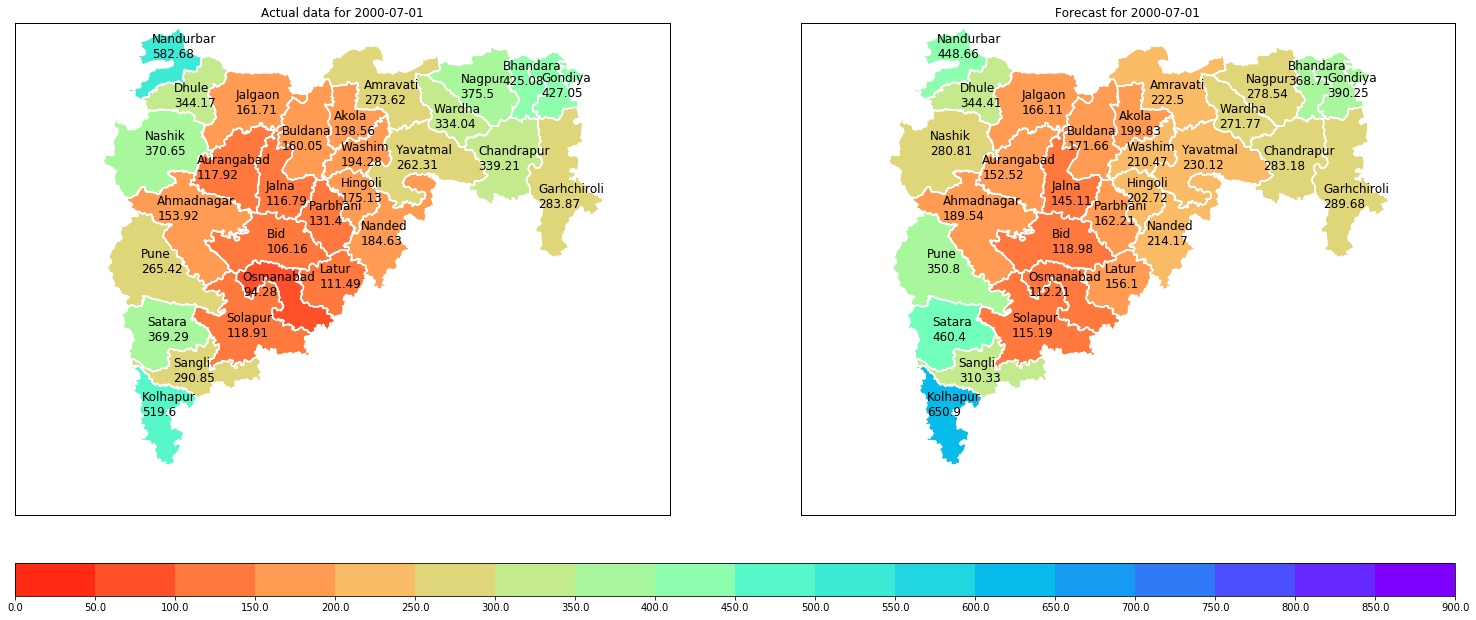 Actual data for 2000-07-01
Nandurbar
582.68
Dhule
344.17
Jalgaon
161.71
Nashik
370.65
Buldana
160.05
Akola
198.56
Amravati
273.62
Washim
194.28
Yavatmal
262.31
Wardha
334.04
Nagpur
375.5
Bhandara
425.08
Gondiya
427.05
Chandrapur
339.21
Garhchiroli
283.87
Aurangabad
117.92
Jalna
116.79
Hingoli
175.13
Parbhani
131.4
Nanded
184.63
Ahmadnagar
153.92
Bid
106.16
Pune
265.42
Osmanabad
94.28
Latur
111.49
Satara
369.29
Solapur
118.91
Sangli
290.85
Kolhapur
519.6
Forecast for 2000-07-01
Nandurbar
448.66
Dhule
344.41
Jalgaon
166.11
Nashik
280.81
Buldana
171.66
Akola
199.83
Amravati
222.5
Washim
210.47
Yavatmal
230.12
Wardha
271.77
Nagpur
278.54
Bhandara
368.71
Gondiya
390.25
Chandrapur
283.18
Garhchiroli
289.68
Aurangabad
152.52
Jalna
145.11
Hingoli
202.72
Parbhani
162.21
Nanded
214.17
Ahmadnagar
189.54
Bid
118.98
Pune
350.8
Osmanabad
112.21
Latur
156.1
Satara
460.4
Solapur
115.19
Sangli
310.33
Kolhapur
650.9
0.0 50.0 100.0 150.0 200.0 250.0 300.0 350.0 400.0 450.0 500.0 550.0 600.0 650.0 700.0 750.0 800.0 850.0 900.0